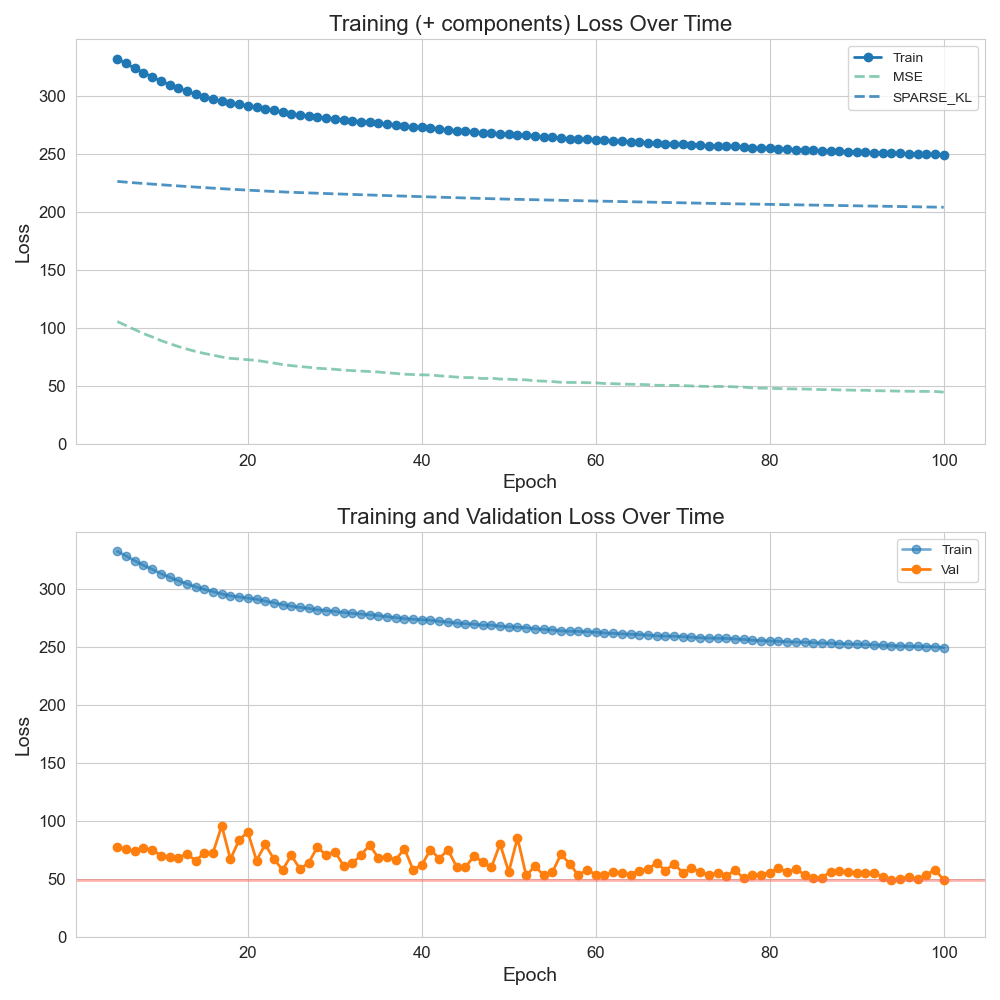 Training (+ components) Loss Over Time
Train
MSE
SPARSE_KL
300
250
200
150
100
50
0
Loss
20 40 60 80 100
Epoch
Training and Validation Loss Over Time
Train
Val
300
250
200
150
100
50
0
Loss
20 40 60 80 100
Epoch